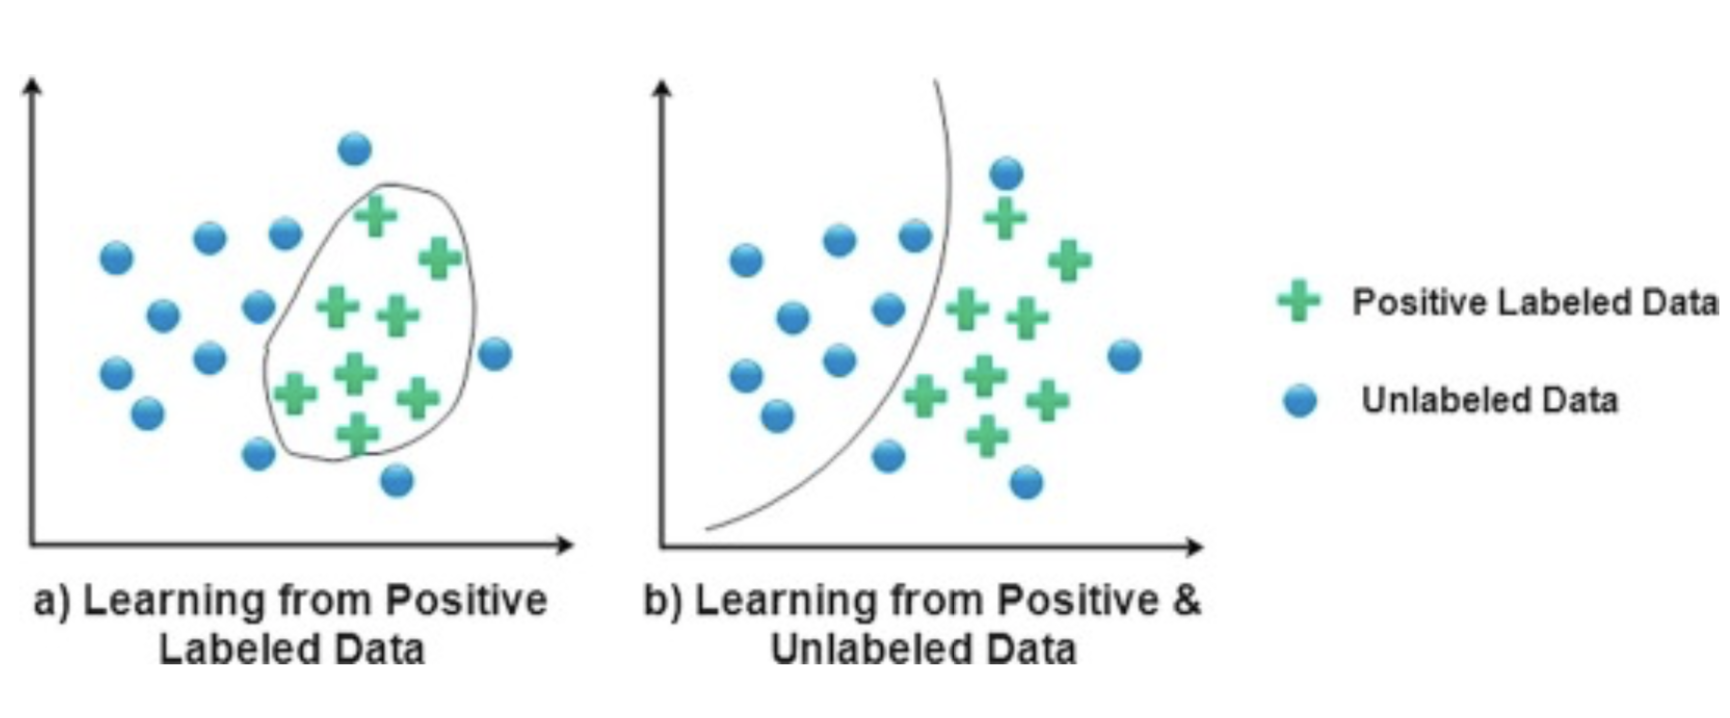 Positive Labeled Data
Unlabeled Data
a) Learning from Positive
Labeled Data
b) Learning from Positive &
Unlabeled Data